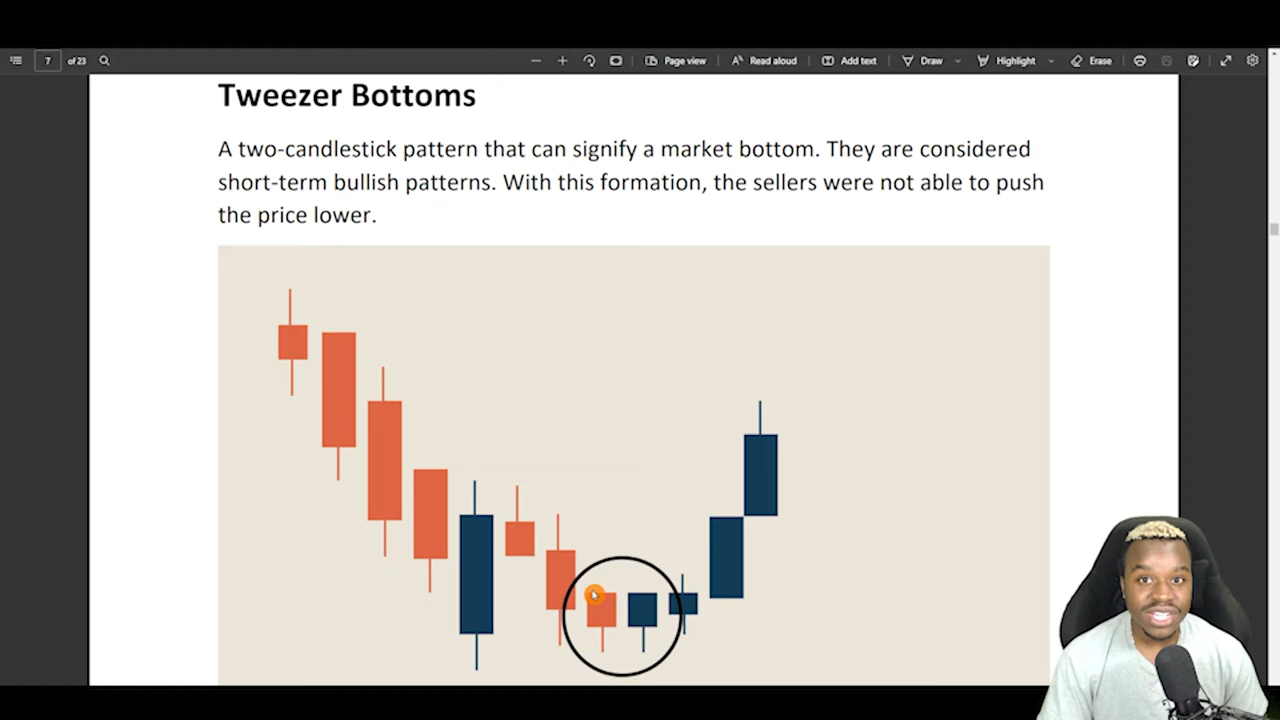 7 of 23 Page view Read aloud Add text Draw Highlight Erase
Tweezer Bottoms
A two-candlestick pattern that can signify a market bottom. They are considered
short-term bullish patterns. With this formation, the sellers were not able to push
the price lower.